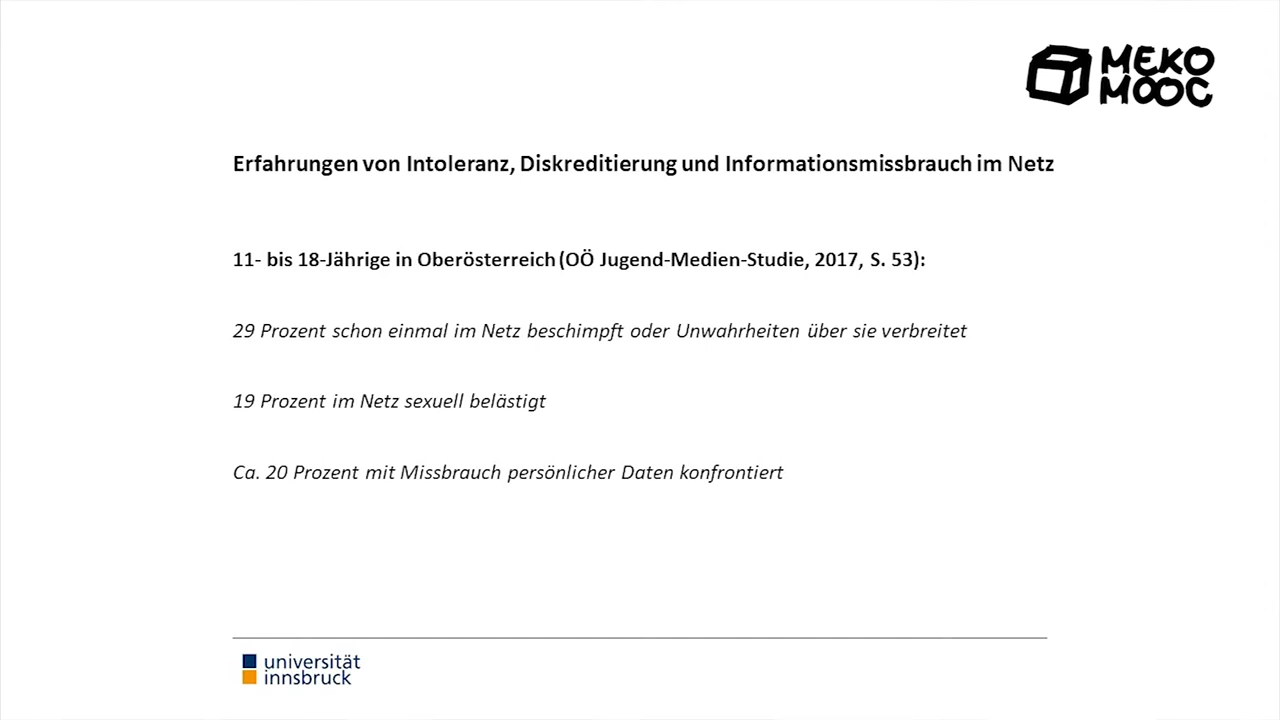 MEKO
MOOC
Erfahrungen von Intoleranz, Diskreditierung und Informationsmissbrauch im Netz
11- bis 18-Jährige in Oberösterreich (OÖ Jugend-Medien-Studie, 2017, S. 53):
29 Prozent schon einmal im Netz beschimpft oder Unwahrheiten über sie verbreitet
19 Prozent im Netz sexuell belästigt
Ca. 20 Prozent mit Missbrauch persönlicher Daten konfrontiert
universität
innsbruck